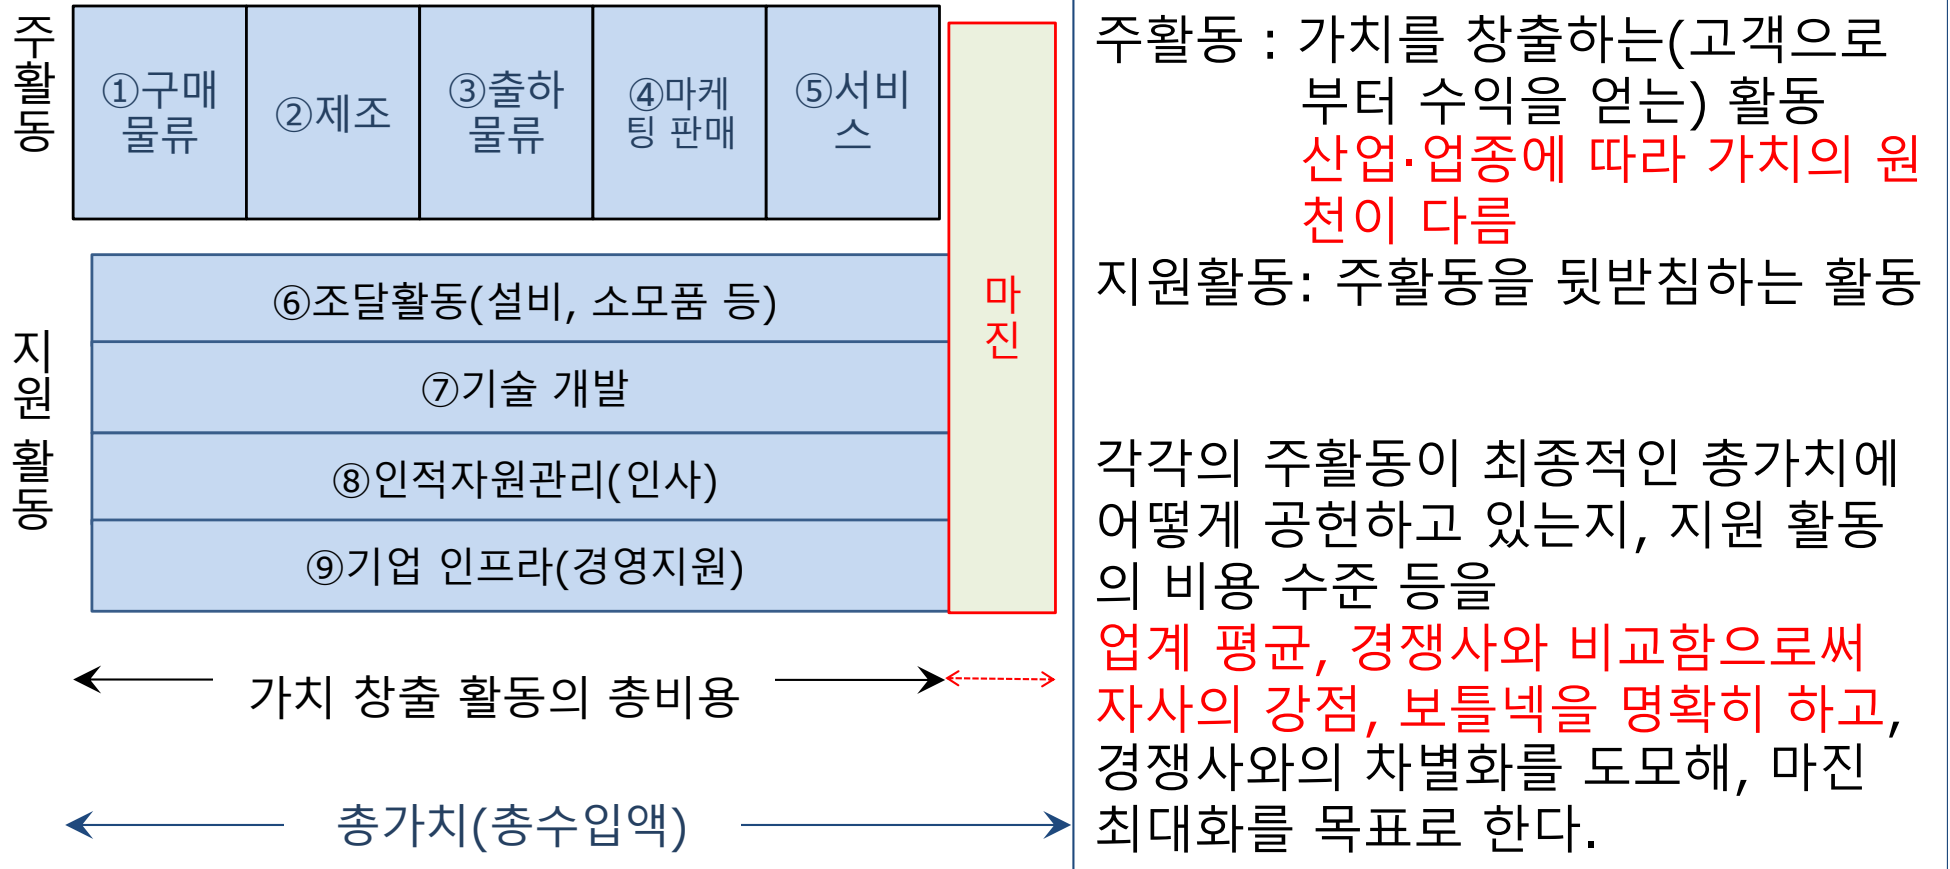 주활동
①구매
물류
②제조
③출하
물류
④마케
팅 판매
⑤서비
스
지원 활동
⑥조달활동(설비, 소모품 등)
⑦기술 개발
⑧인적자원관리(인사)
⑨기업 인프라(경영지원)
마
진
가치 창출 활동의 총비용
총가치(총수입액)
주활동 : 가치를 창출하는(고객으로
부터 수익을 얻는) 활동
산업·업종에 따라 가치의 원
천이 다름
지원활동: 주활동을 뒷받침하는 활동
각각의 주활동이 최종적인 총가치에
어떻게 공헌하고 있는지, 지원 활동
의 비용 수준 등을
업계 평균, 경쟁사와 비교함으로써
자사의 강점, 보틀넥을 명확히 하고,
경쟁사와의 차별화를 도모해, 마진
최대화를 목표로 한다.